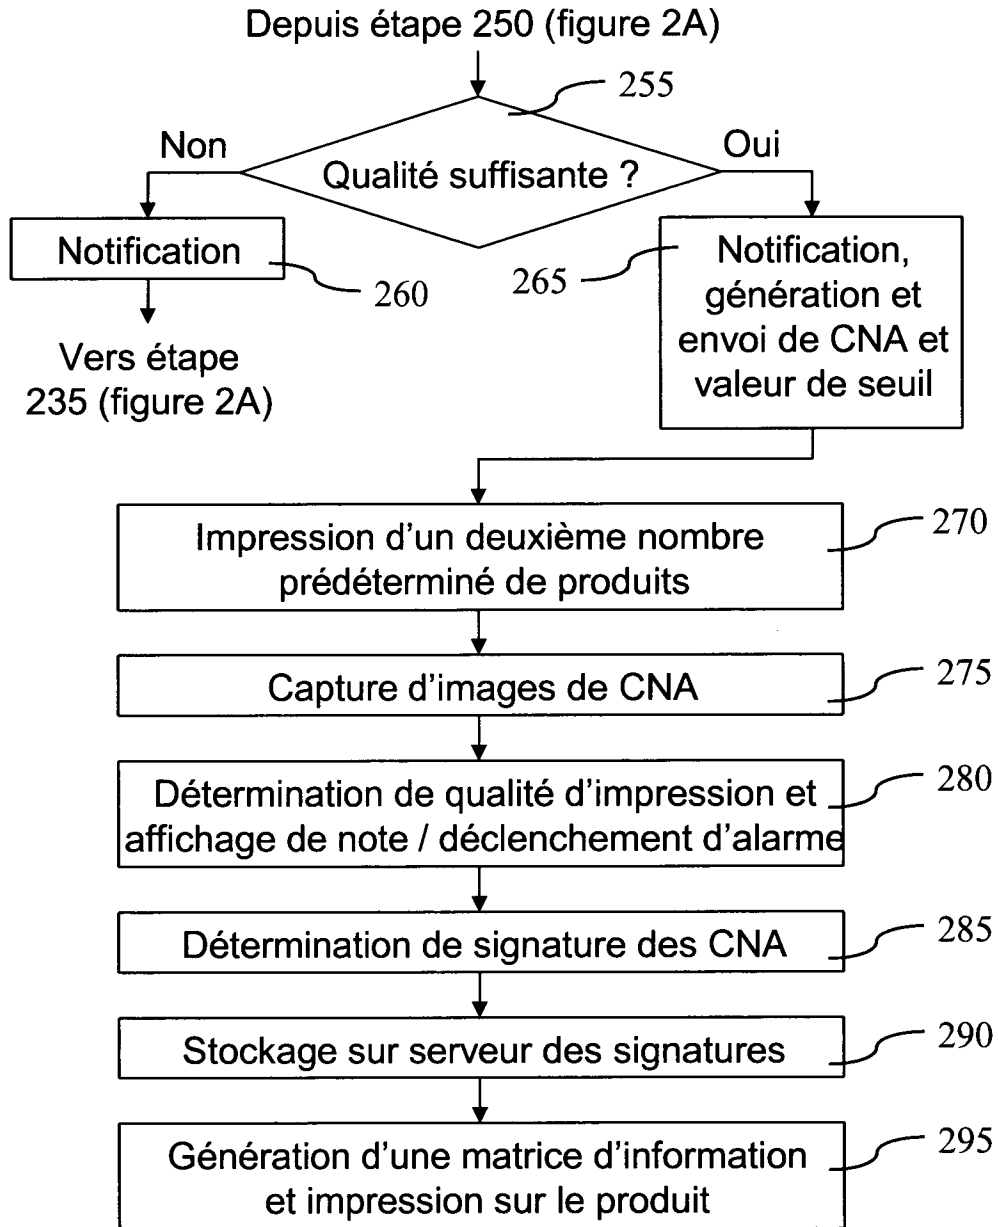 Depuis étape 250 (figure 2A)
255
Non
Oui
Qualité suffisante ?
Notification
260
265
Notification,
génération et
envoi de CNA et
valeur de seuil
Vers étape
235 (figure 2A)
Impression d'un deuxième nombre
prédéterminé de produits
270
Capture d'images de CNA
275
Détermination de qualité d'impression et
affichage de note / déclenchement d'alarme
280
Détermination de signature des CNA
285
Stockage sur serveur des signatures
290
Génération d'une matrice d'information
et impression sur le produit
295